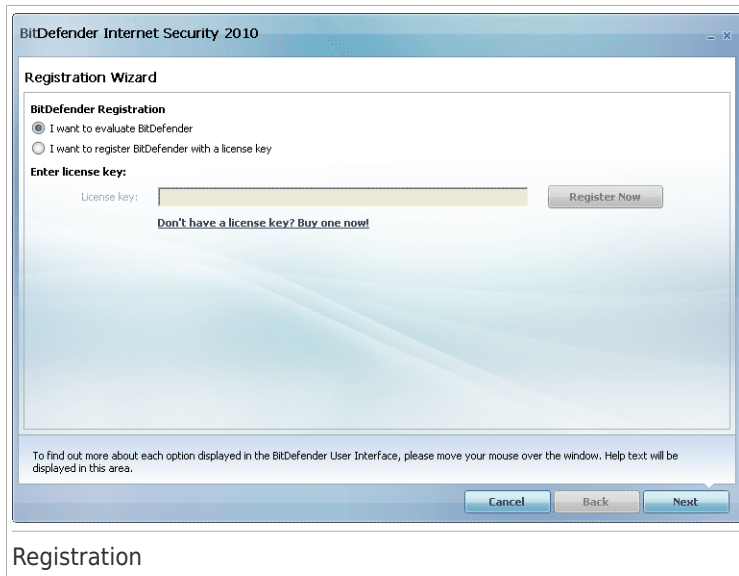 BitDefender Internet Security 2010
Registration Wizard
BitDefender Registration
I want to evaluate BitDefender
I want to register BitDefender with a license key
Enter license key:
License key:
Register Now
Don't have a license key? Buy one now!
To find out more about each option displayed in the BitDefender User Interface, please move your mouse over the window. Help text will be
displayed in this area.
Cancel Back Next
Registration